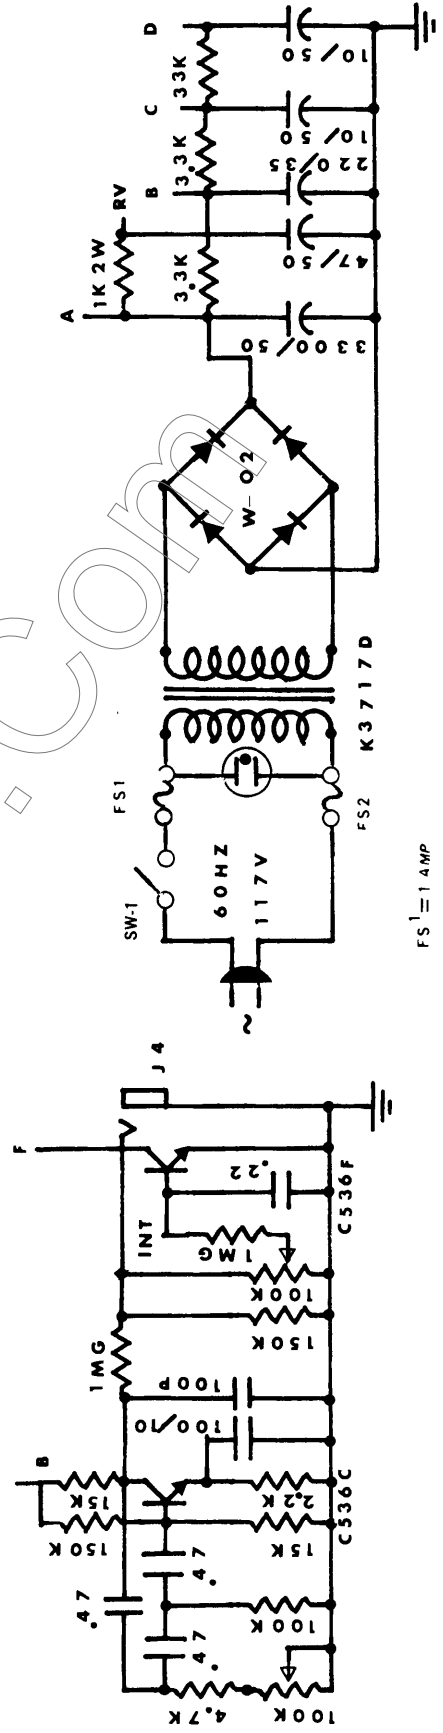 .47
.47
.47
4.7K
100K
100K
150K
15K
B
15K
2.2K
C536C
100/10
100P
1MG
150K
100K
1MG
INT
.22
C536F
F
J4
~
SW-1
60HZ
117V
FS1
FS2
FS1=1 AMP
K3717D
W-02
A
1K2W
RV
3.3K
3300/50
47/50
B
220/35
3.3K
C
10/50
33K
D
10/50
.Com